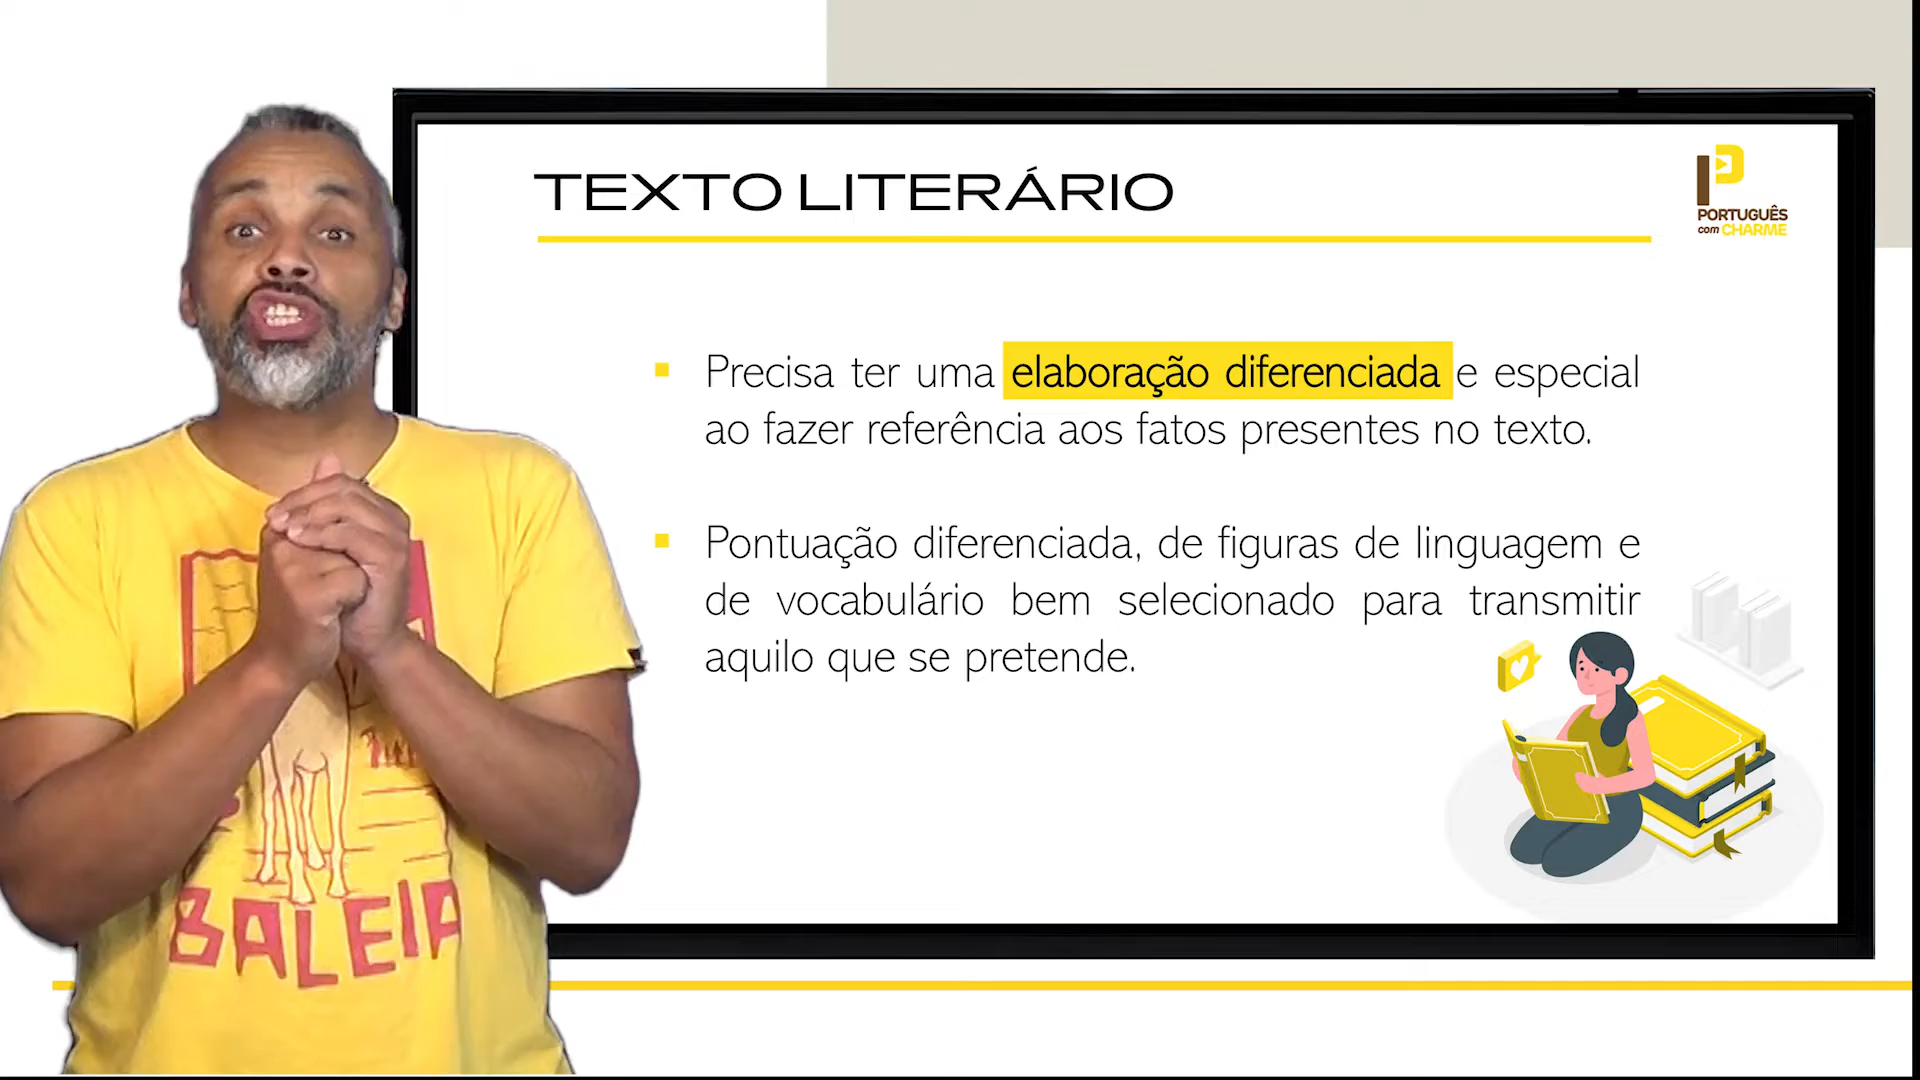 TEXTO LITERÁRIO
PORTUGUÊS
com CHARME
Precisa ter uma elaboração diferenciada e especial
ao fazer referência aos fatos presentes no texto.
Pontuação diferenciada, de figuras de linguagem e
de vocabulário bem selecionado para transmitir
aquilo que se pretende.
BALEIA